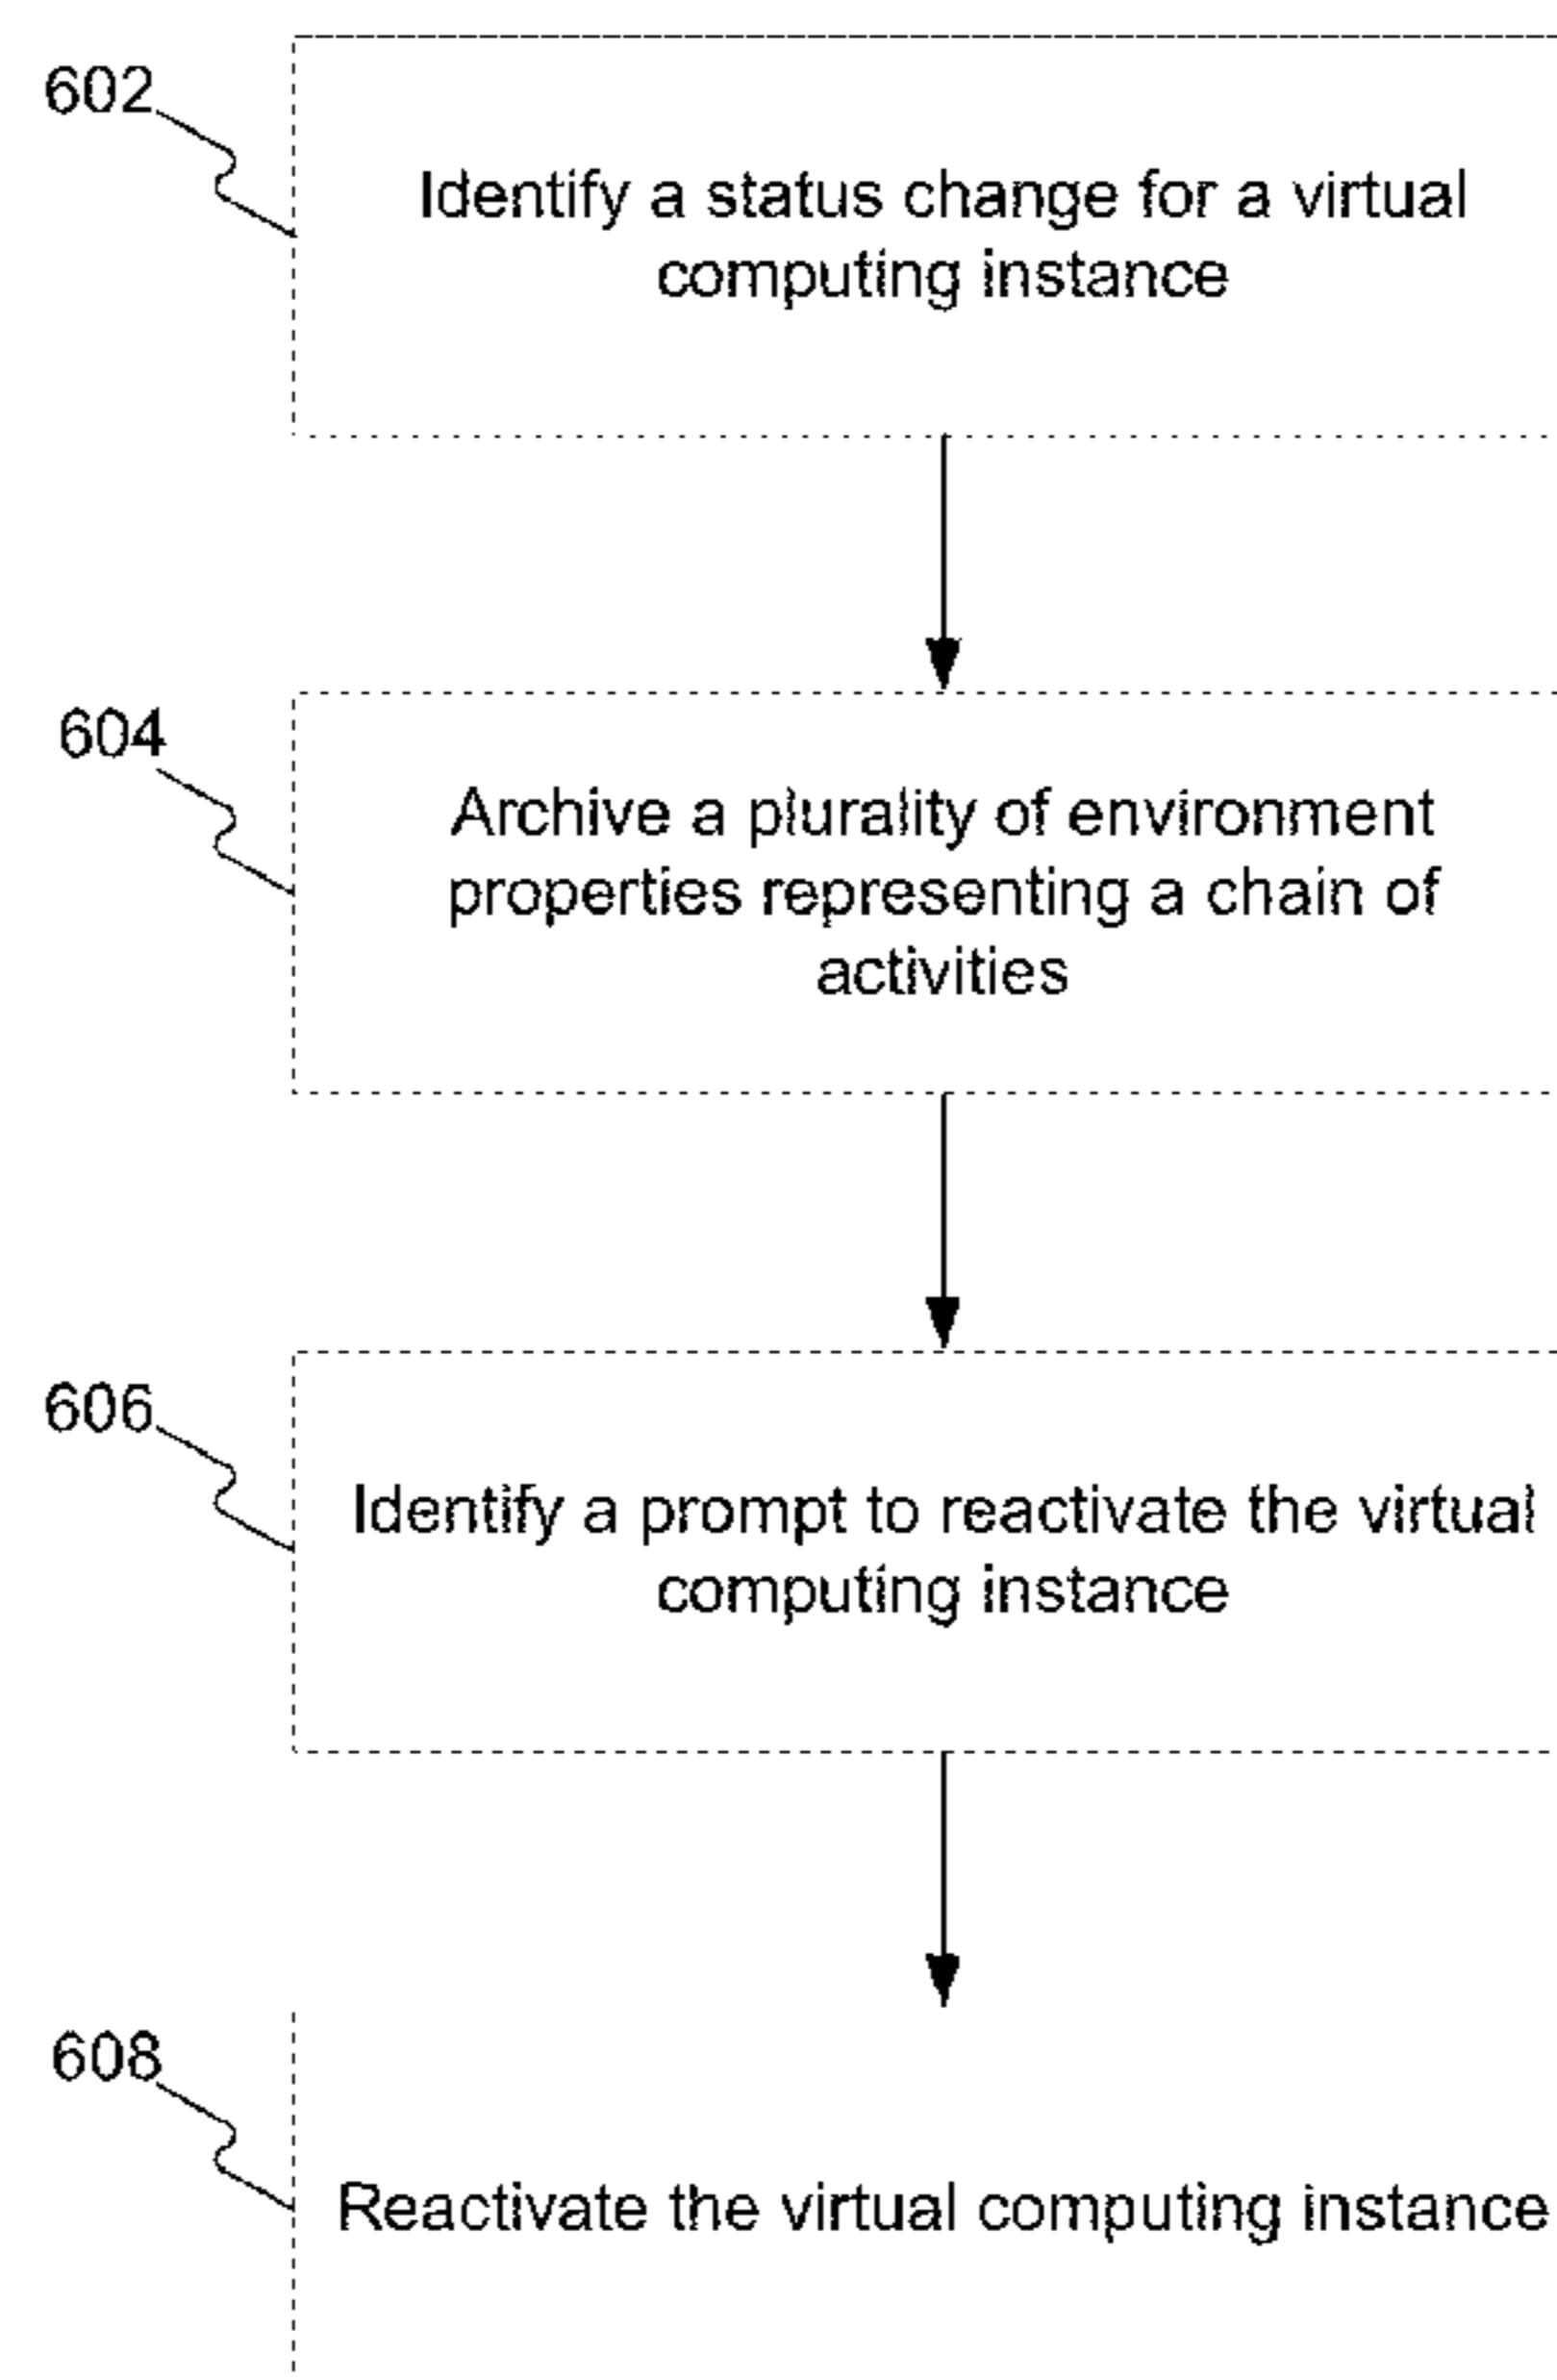 602
Identify a status change for a virtual
computing instance
604
Archive a plurality of environment
properties representing a chain of
activities
606
Identify a prompt to reactivate the virtual
computing instance
608
Reactivate the virtual computing instance